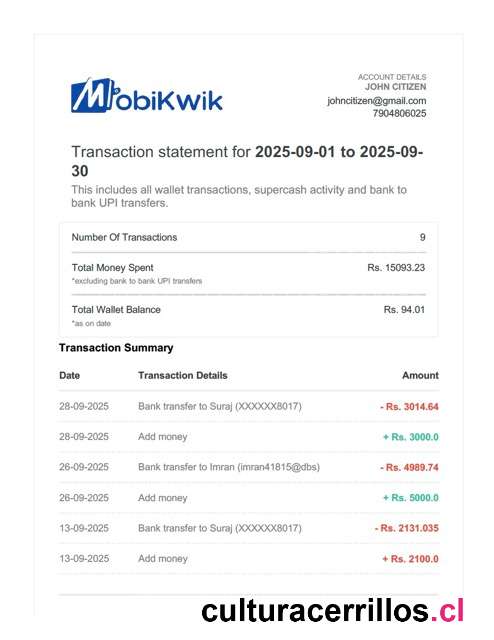 MobiKwik
ACCOUNT DETAILS
JOHN CITIZEN
johncitizen@gmail.com
7904806025
Transaction statement for 2025-09-01 to 2025-09-
30
This includes all wallet transactions, supercash activity and bank to
bank UPI transfers.
Number Of Transactions 9
Total Money Spent Rs. 15093.23
*excluding bank to bank UPI transfers
Total Wallet Balance Rs. 94.01
*as on date
Transaction Summary
Date Transaction Details Amount
28-09-2025 Bank transfer to Suraj (XXXXXX8017) - Rs. 3014.64
28-09-2025 Add money + Rs. 3000.0
26-09-2025 Bank transfer to Imran (imran41815@dbs) - Rs. 4989.74
26-09-2025 Add money + Rs. 5000.0
13-09-2025 Bank transfer to Suraj (XXXXXX8017) - Rs. 2131.035
13-09-2025 Add money + Rs. 2100.0
culturacerrillos.cl